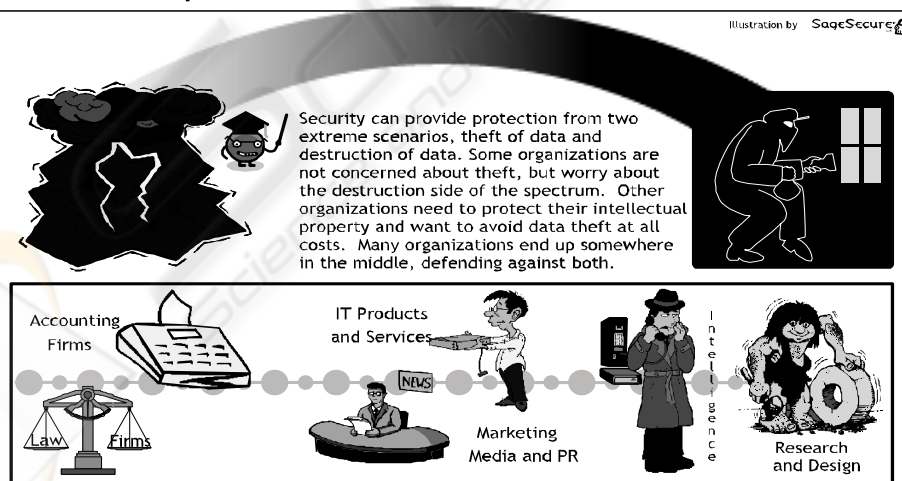 Illustration by SageSecure
Security can provide protection from two
extreme scenarios, theft of data and
destruction of data. Some organizations are
not concerned about theft, but worry about
the destruction side of the spectrum. Other
organizations need to protect their intellectual
property and want to avoid data theft at all
costs. Many organizations end up somewhere
in the middle, defending against both.
Accounting
Firms
IT Products
and Services
NEWS
Law Firms
Marketing
Media and PR
Intelligence
Research
and Design